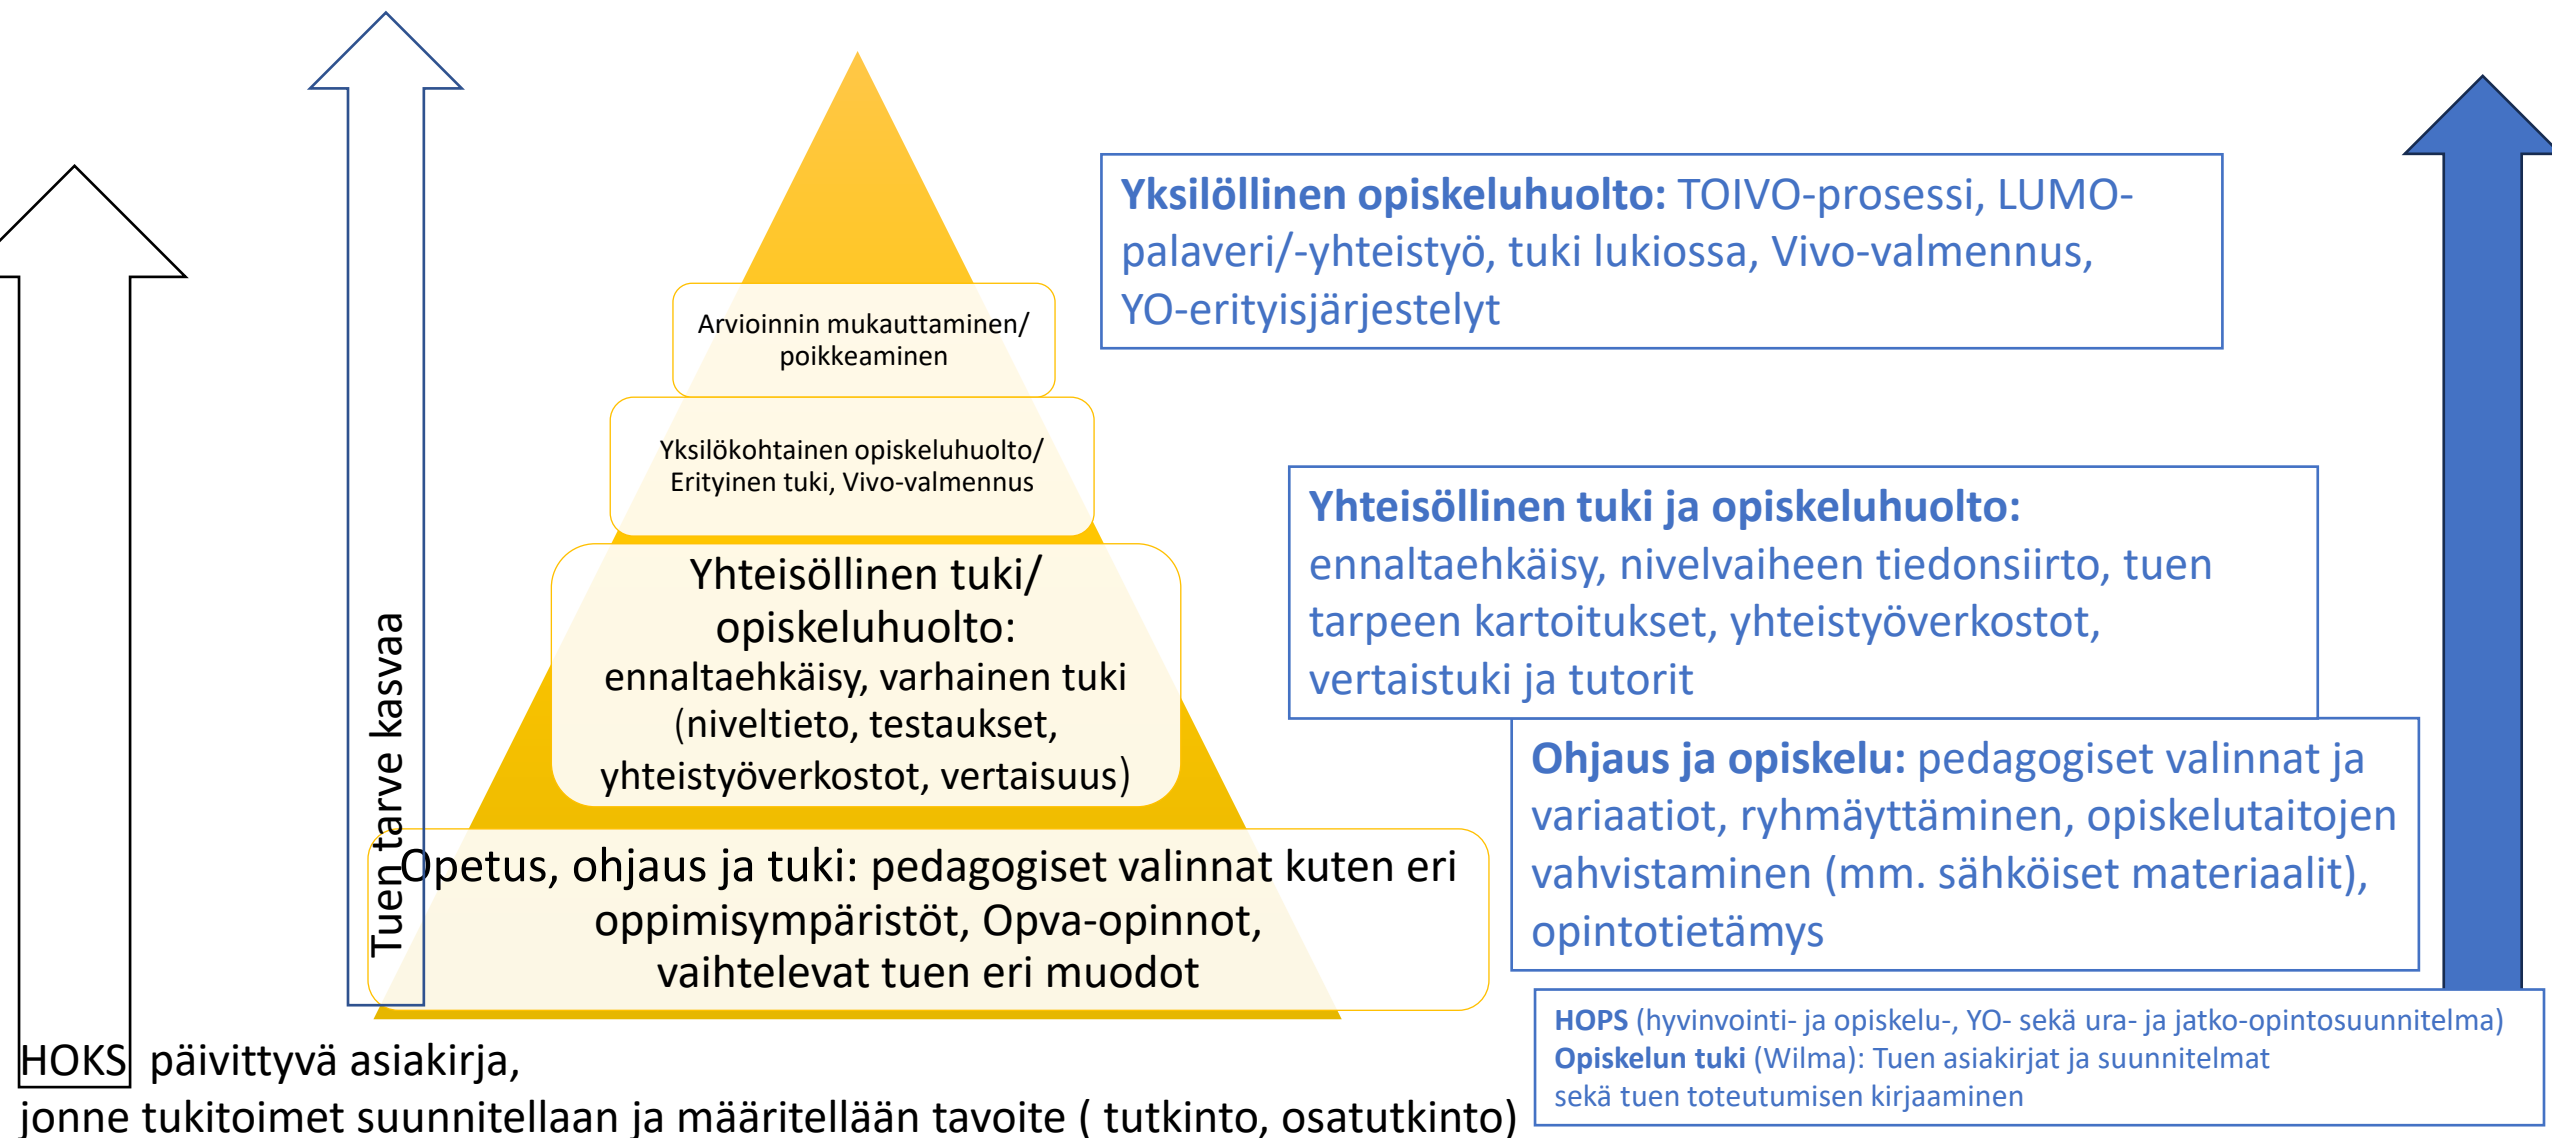 Tuen tarve kasvaa
Arvioinnin mukauttaminen/
poikkeaminen
Yksilökohtainen opiskeluhuolto/
Erityinen tuki, Vivo-valmennus
Yhteisöllinen tuki/
opiskeluhuolto:
ennaltaehkäisy, varhainen tuki
(niveltieto, testaukset,
yhteistyöverkostot, vertaisuus)
Opetus, ohjaus ja tuki: pedagogiset valinnat kuten eri
oppimisympäristöt, Opva-opinnot,
vaihtelevat tuen eri muodot
HOKS päivittyvä asiakirja,
jonne tukitoimet suunnitellaan ja määritellään tavoite ( tutkinto, osatutkinto)
Yksilöllinen opiskeluhuolto: TOIVO-prosessi, LUMO-
palaveri/-yhteistyö, tuki lukiossa, Vivo-valmennus,
YO-erityisjärjestelyt
Yhteisöllinen tuki ja opiskeluhuolto:
ennaltaehkäisy, nivelvaiheen tiedonsiirto, tuen
tarpeen kartoitukset, yhteistyöverkostot,
vertaistuki ja tutorit
Ohjaus ja opiskelu: pedagogiset valinnat ja
variaatiot, ryhmäyttäminen, opiskelutaitojen
vahvistaminen (mm. sähköiset materiaalit),
opintotietämys
HOPS (hyvinvointi- ja opiskelu-, YO- sekä ura- ja jatko-opintosuunnitelma)
Opiskelun tuki (Wilma): Tuen asiakirjat ja suunnitelmat
sekä tuen toteutumisen kirjaaminen